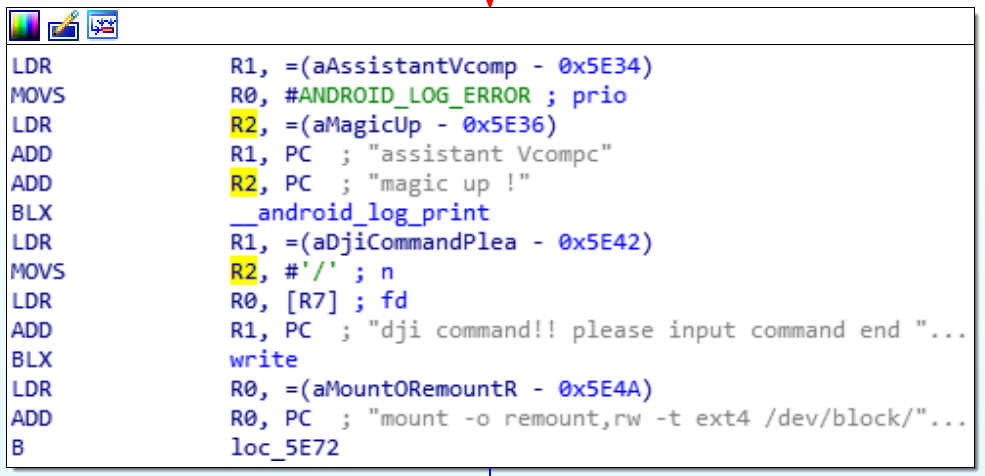 LDR R1, =(aAssistantVcomp - 0x5E34)
MOVS R0, #ANDROID_LOG_ERROR ; prio
LDR R2, =(aMagicUp - 0x5E36)
ADD R1, PC ; "assistant Vcompc"
ADD R2, PC ; "magic up !"
BLX __android_log_print
LDR R1, =(aDjiCommandPlea - 0x5E42)
MOVS R2, #'/' ; n
LDR R0, [R7] ; fd
ADD R1, PC ; "dji command!! please input command end "...
BLX write
LDR R0, =(aMountORemountR - 0x5E4A)
ADD R0, PC ; "mount -o remount,rw -t ext4 /dev/block/"...
B loc_5E72